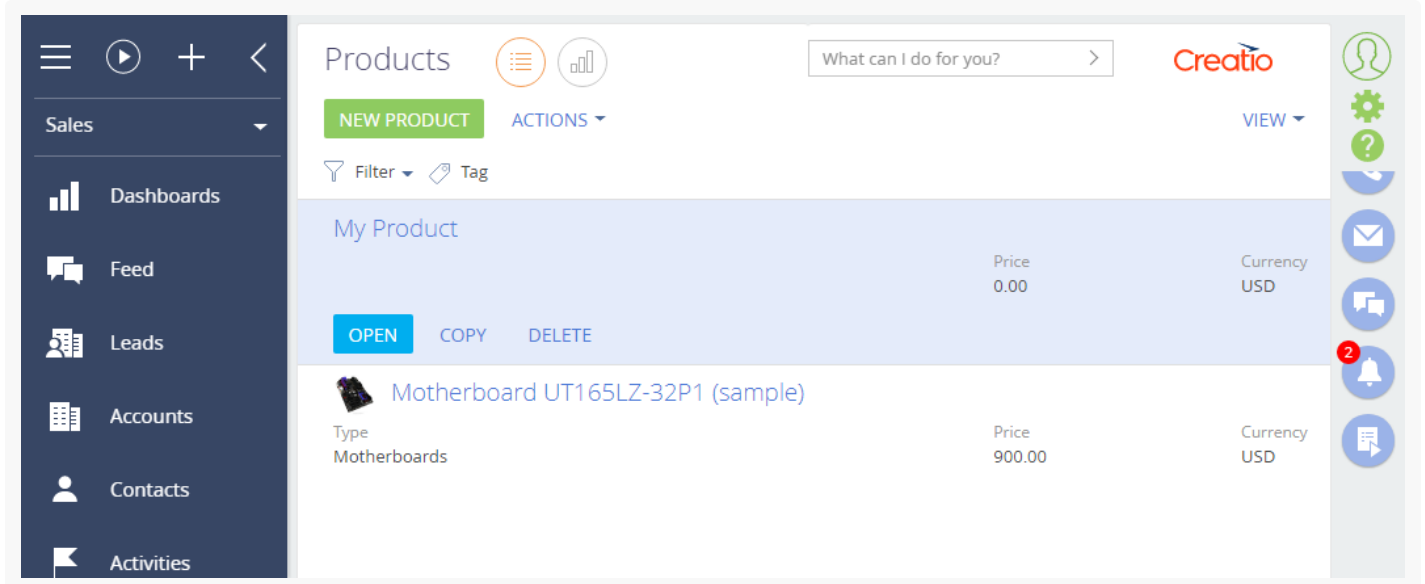 Products
What can I do for you?
Creatio
Sales
NEW PRODUCT
ACTIONS
VIEW
Filter
Tag
Dashboards
Feed
Leads
Accounts
Contacts
Activities
My Product
Price
Currency
0.00
USD
OPEN
COPY
DELETE
2
Motherboard UT165LZ-32P1 (sample)
Type
Price
Currency
Motherboards
900.00
USD